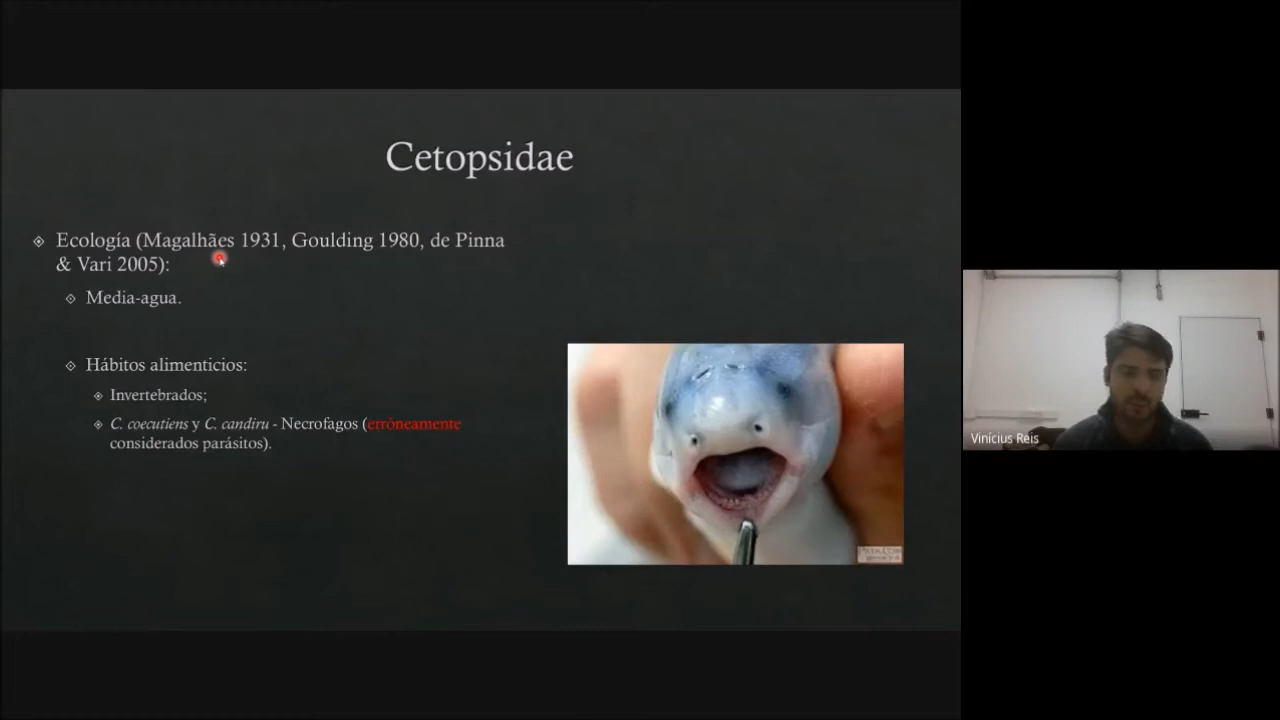 Cetopsidae
Ecología (Magalhães 1931, Goulding 1980, de Pinna
& Vari 2005):
Media-agua.
Hábitos alimenticios:
Invertebrados;
C. coecutiens y C. candiru - Necrofagos (erróneamente
considerados parásitos).
Vinícius Reis